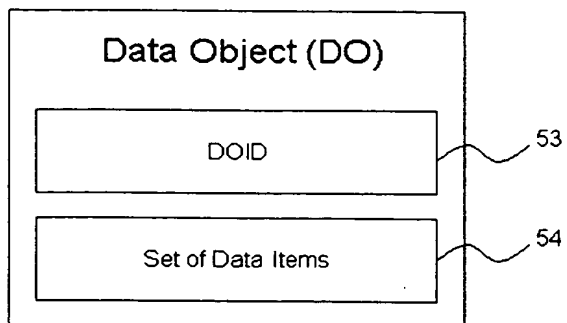 Data Object (DO)
DOID
53
Set of Data Items
54